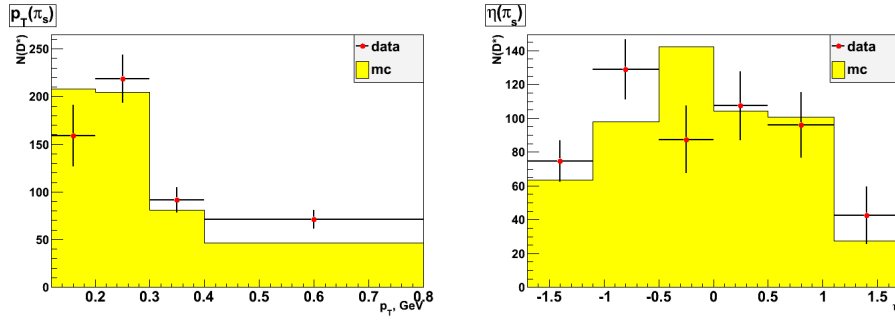 p_T(π_s)
N(D*)
250
200
150
100
50
0
0.2 0.3 0.4 0.5 0.6 0.7 0.8
p_T, GeV
data
mc
η(π_s)
N(D*)
140
120
100
80
60
40
20
0
-1.5 -1 -0.5 0 0.5 1 1.5
data
mc